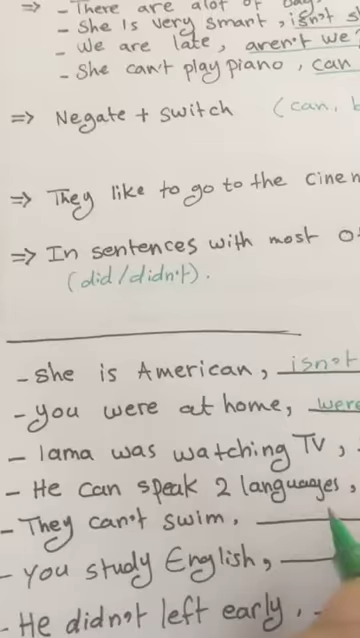 ⇒ - There are alot of
- She is very smart, isn't
- We are late, aren't we?
- She can't play piano, can
⇒ Negate + switch (can,
⇒ They like to go to the
⇒ In sentences with most
(did/didn't).
- she is American, isn't
- you were at home, were
- lama was watching TV,
- He can speak 2 languages,
- They can't swim.
- You study English,
- He didn't left early.